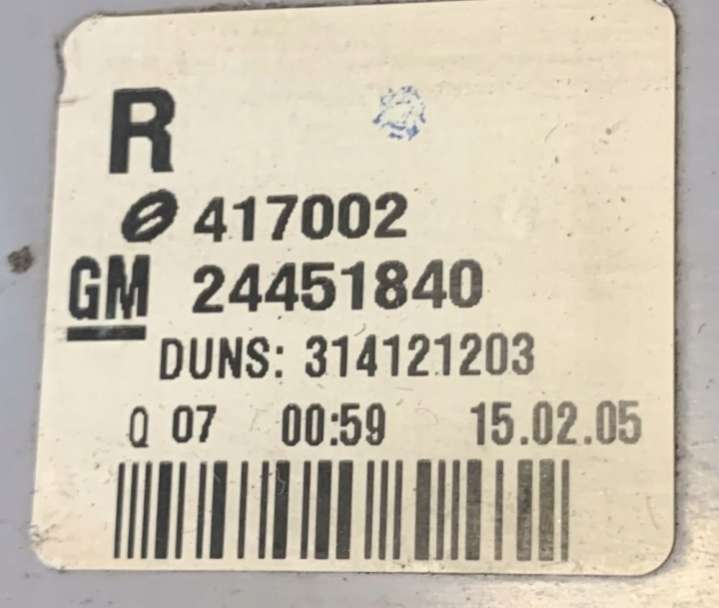 R
417002
GM 24451840
DUNS: 314121203
Q 07 00:59 15.02.05